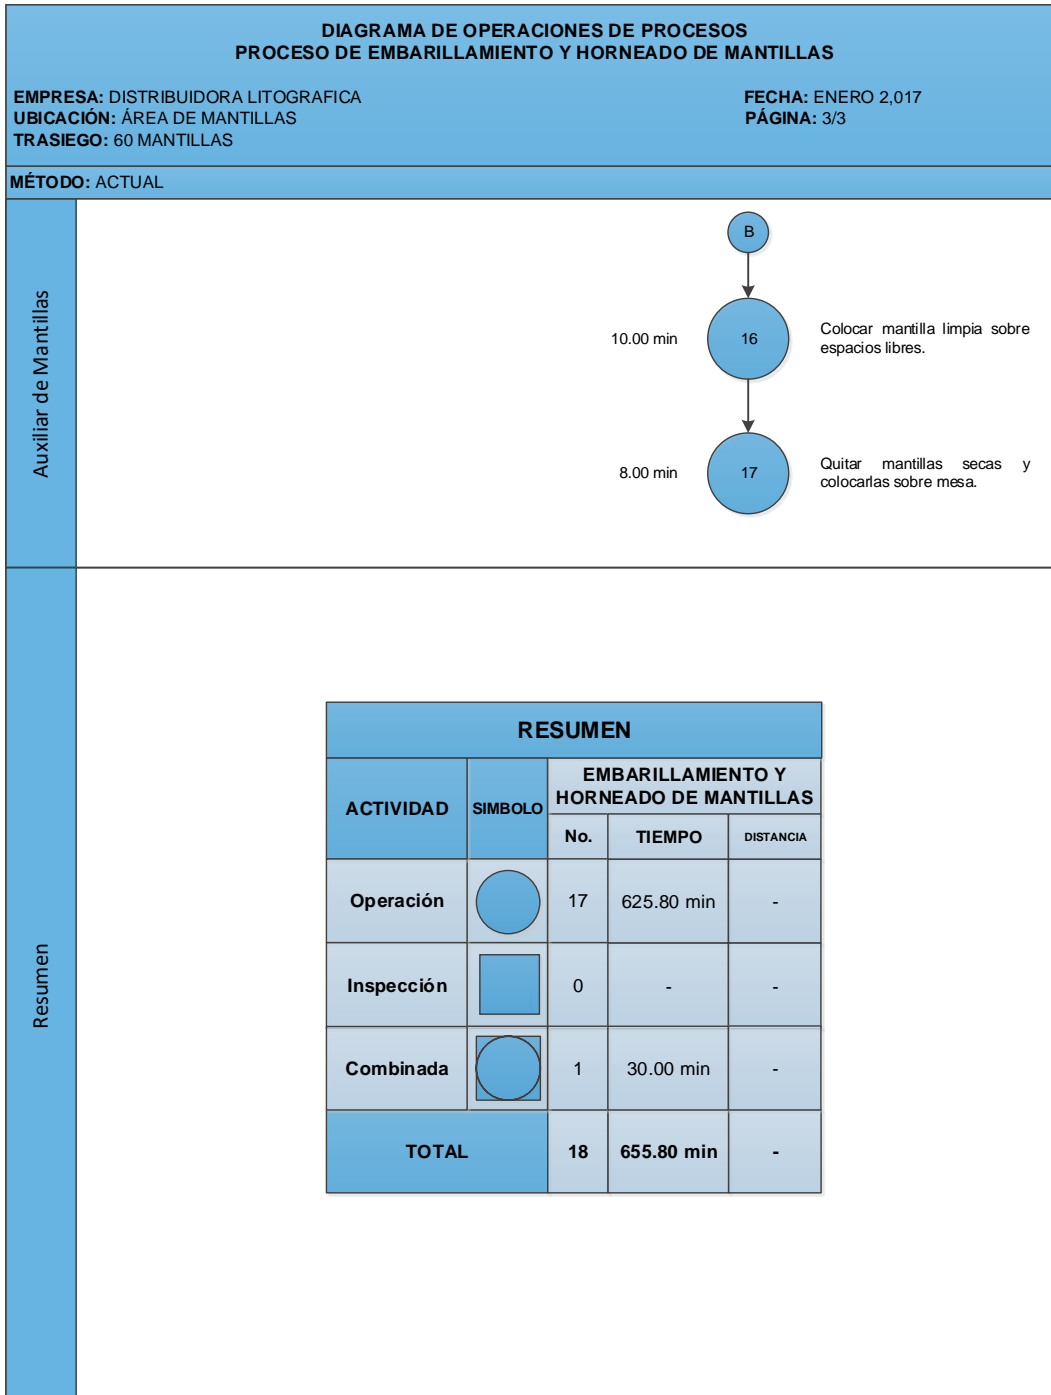 DIAGRAMA DE OPERACIONES DE PROCESOS
PROCESO DE EMBARILLAMIENTO Y HORNEADO DE MANTILLAS
EMPRESA: DISTRIBUIDORA LITOGRAFICA
FECHA: ENERO 2,017
UBICACIÓN: ÁREA DE MANTILLAS
PÁGINA: 3/3
TRASIEGO: 60 MANTILLAS
MÉTODO: ACTUAL
Auxiliar de Mantillas
B
10.00 min
16
Colocar mantilla limpia sobre
espacios libres.
8.00 min
17
Quitar mantillas secas y
colocarlas sobre mesa.
Resumen
RESUMEN
ACTIVIDAD
SIMBOLO
EMBARILLAMIENTO Y
HORNEADO DE MANTILLAS
No.
TIEMPO
DISTANCIA
Operación
17
625.80 min
-
Inspección
0
-
-
Combinada
1
30.00 min
-
TOTAL
18
655.80 min
-